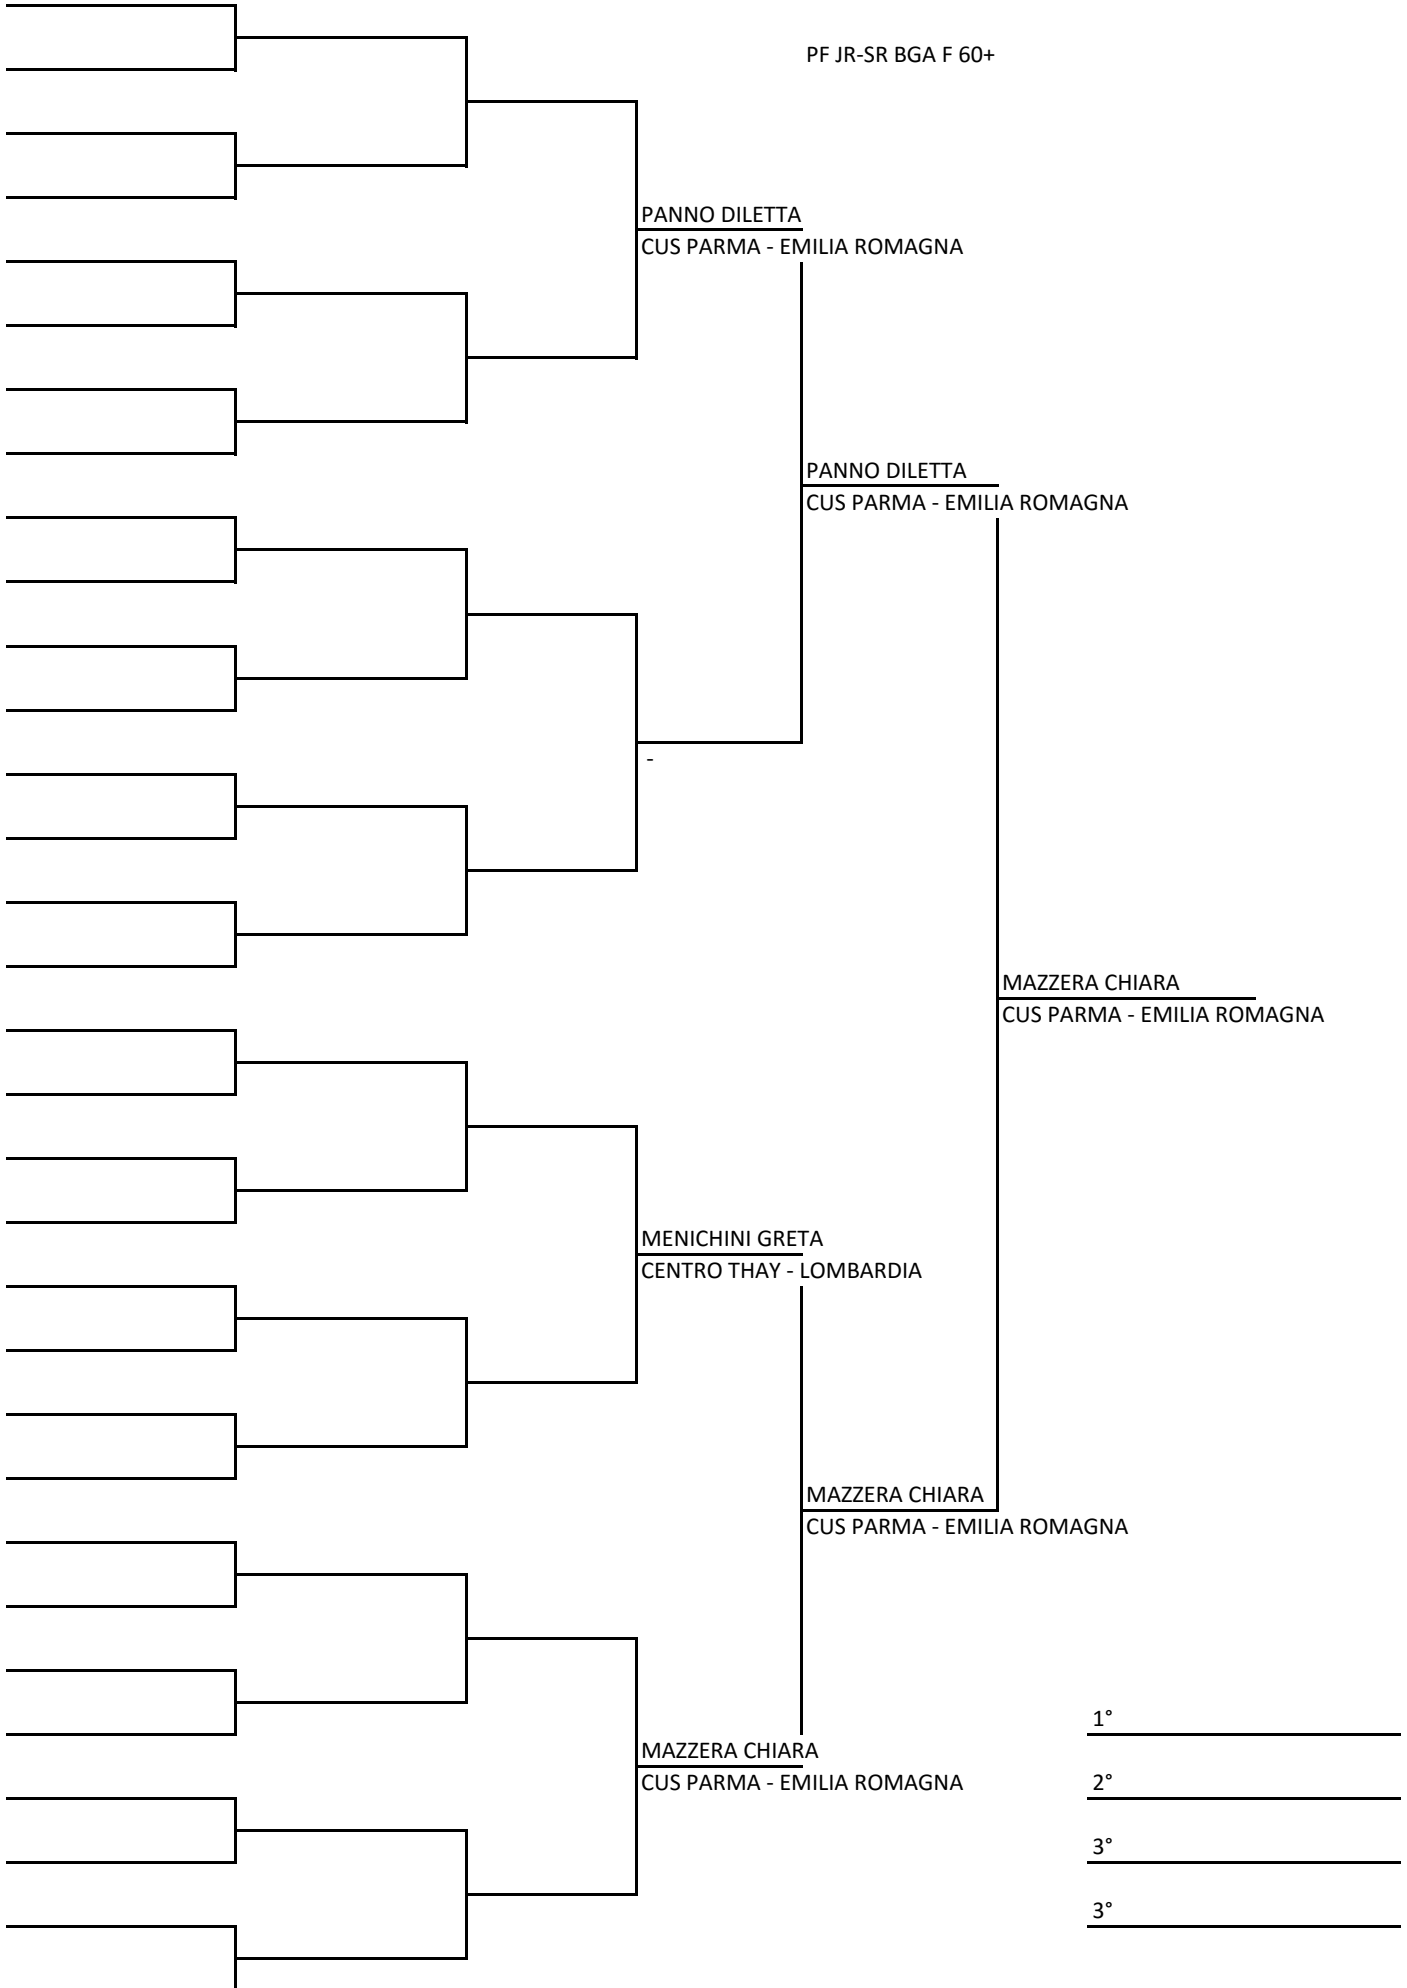 PF JR-SR BGA F 60+
PANNO DILETTA
CUS PARMA - EMILIA ROMAGNA
PANNO DILETTA
CUS PARMA - EMILIA ROMAGNA
-
MAZZERA CHIARA
CUS PARMA - EMILIA ROMAGNA
MENICHINI GRETA
CENTRO THAY - LOMBARDIA
MAZZERA CHIARA
CUS PARMA - EMILIA ROMAGNA
1°
MAZZERA CHIARA
CUS PARMA - EMILIA ROMAGNA
2°
3°
3°